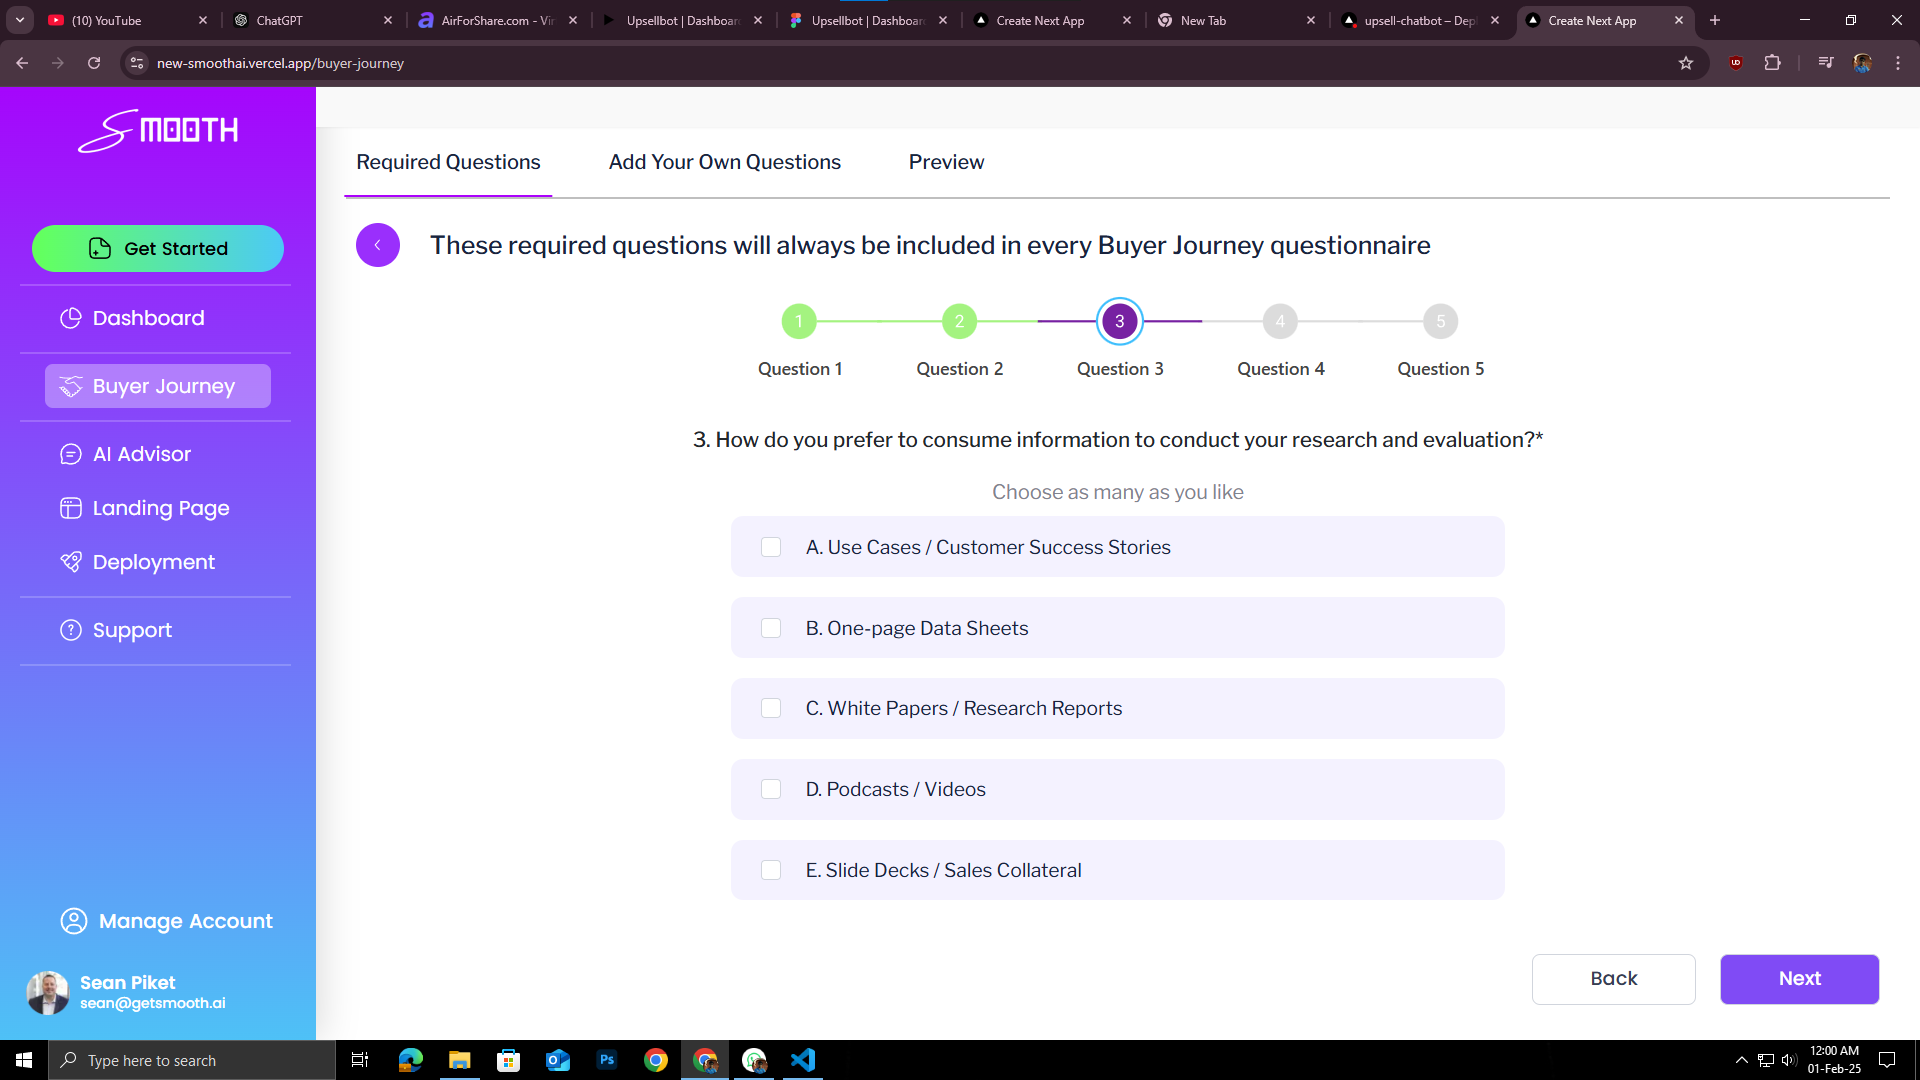 (10) YouTube
ChatGPT
AirForShare.com - Vir
Upsellbot | Dashboard
Upsellbot | Dashboar
Create Next App
New Tab
upsell-chatbot – Dep
Create Next App
new-smoothai.vercel.app/buyer-journey
SMOOTH
Get Started
Dashboard
Buyer Journey
AI Advisor
Landing Page
Deployment
Support
Manage Account
Sean Piket
sean@getsmooth.ai
Required Questions
Add Your Own Questions
Preview
These required questions will always be included in every Buyer Journey questionnaire
1
2
3
4
5
Question 1
Question 2
Question 3
Question 4
Question 5
3. How do you prefer to consume information to conduct your research and evaluation?*
Choose as many as you like
A. Use Cases / Customer Success Stories
B. One-page Data Sheets
C. White Papers / Research Reports
D. Podcasts / Videos
E. Slide Decks / Sales Collateral
Back
Next
Type here to search
Ps
12:00 AM
01-Feb-25